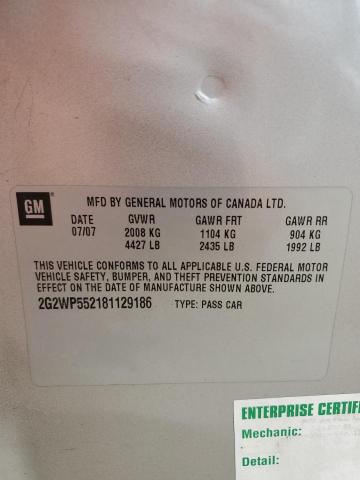 GM
MFD BY GENERAL MOTORS OF CANADA LTD.
DATE GVWR GAWR FRT GAWR RR
07/07 2008 KG 1104 KG 904 KG
4427 LB 2435 LB 1992 LB
THIS VEHICLE CONFORMS TO ALL APPLICABLE U.S. FEDERAL MOTOR
VEHICLE SAFETY, BUMPER, AND THEFT PREVENTION STANDARDS IN
EFFECT ON THE DATE OF MANUFACTURE SHOWN ABOVE.
2G2WP552181129186 TYPE: PASS CAR
ENTERPRISE CERTIF
Mechanic:
Detail: